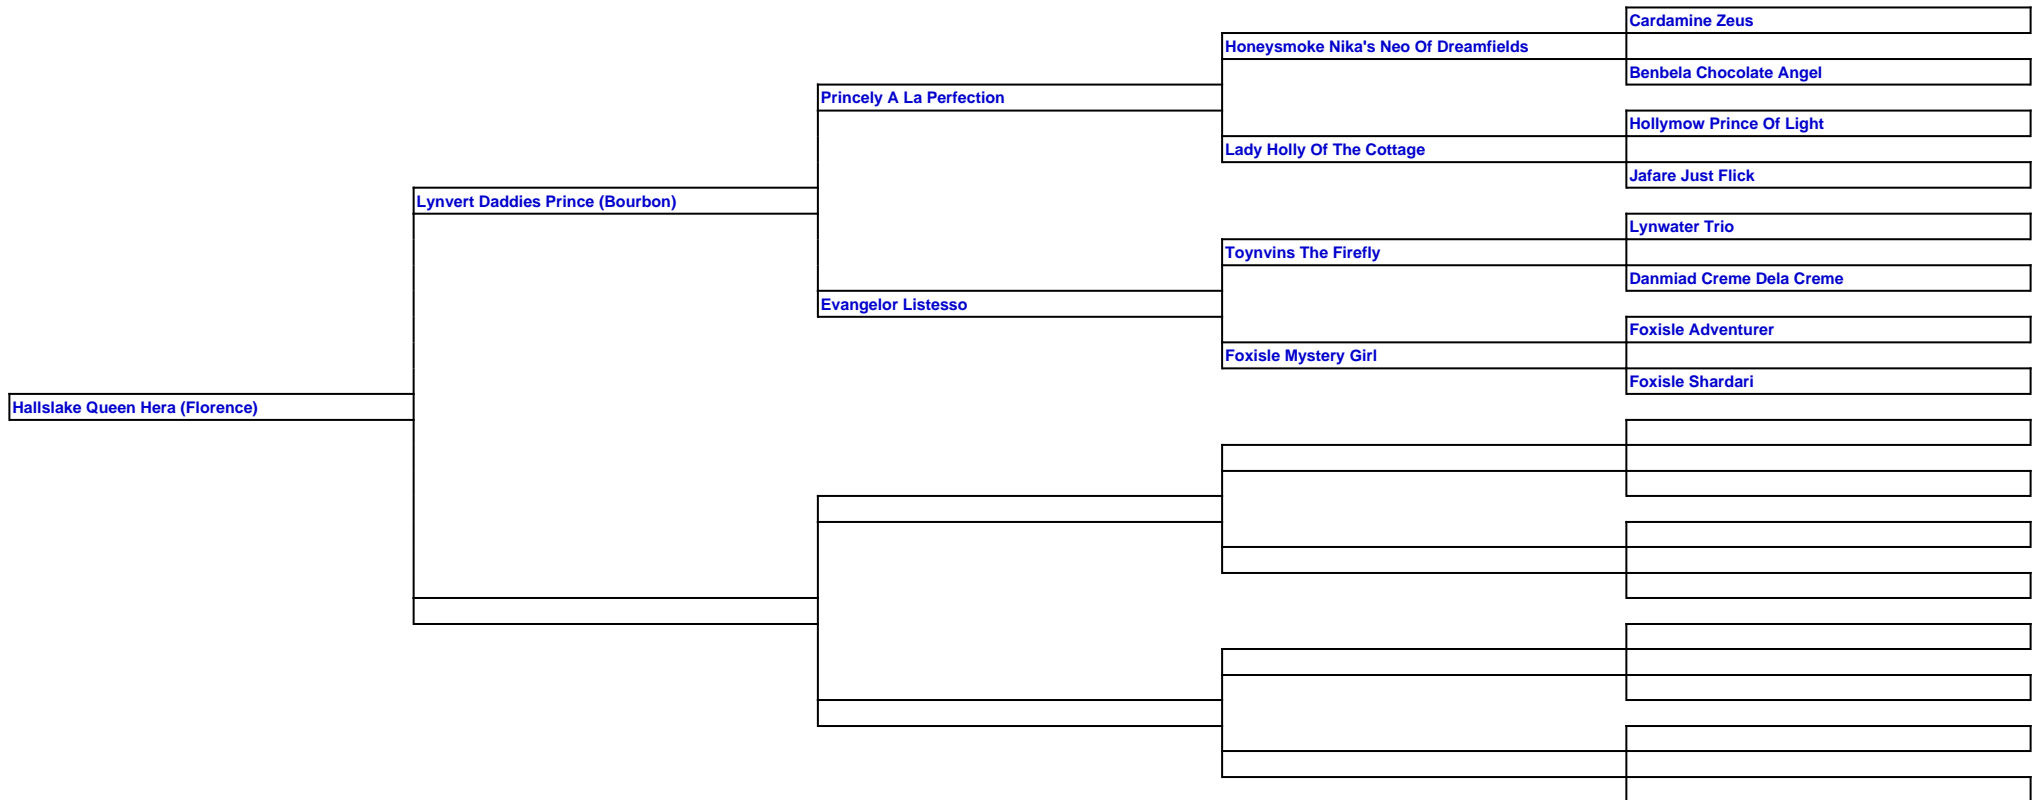 Cardamine Zeus
Honeysmoke Nika's Neo Of Dreamfields
Benbela Chocolate Angel
Princely A La Perfection
Hollymow Prince Of Light
Lady Holly Of The Cottage
Jafare Just Flick
Lynvert Daddies Prince (Bourbon)
Lynwater Trio
Toynvins The Firefly
Danmiad Creme Dela Creme
Evangelor Listesso
Foxisle Adventurer
Foxisle Mystery Girl
Foxisle Shardari
Hallslake Queen Hera (Florence)